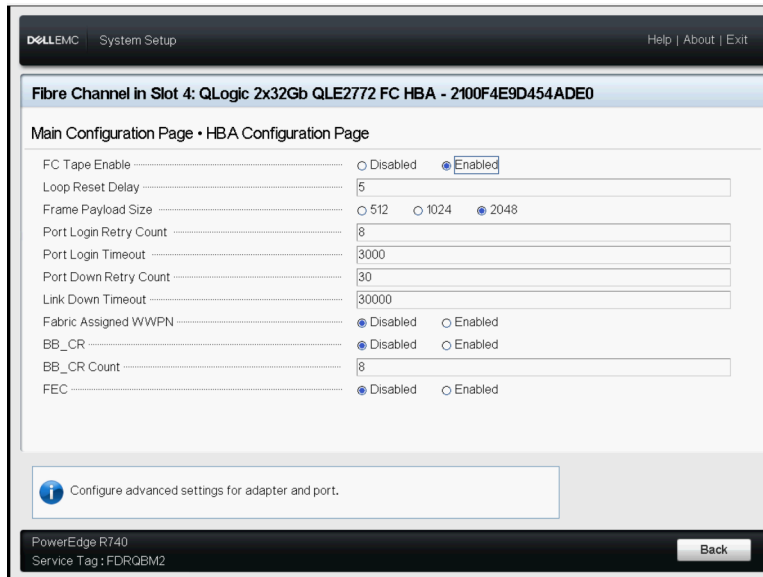 DELLEMC System Setup Help | About | Exit
Fibre Channel in Slot 4: QLogic 2x32Gb QLE2772 FC HBA - 2100F4E9D454ADE0
Main Configuration Page • HBA Configuration Page
FC Tape Enable Disabled Enabled
Loop Reset Delay 5
Frame Payload Size 512 1024 2048
Port Login Retry Count 8
Port Login Timeout 3000
Port Down Retry Count 30
Link Down Timeout 30000
Fabric Assigned WWPN Disabled Enabled
BB_CR Disabled Enabled
BB_CR Count 8
FEC Disabled Enabled
Configure advanced settings for adapter and port.
PowerEdge R740
Service Tag : FDRQBM2
Back